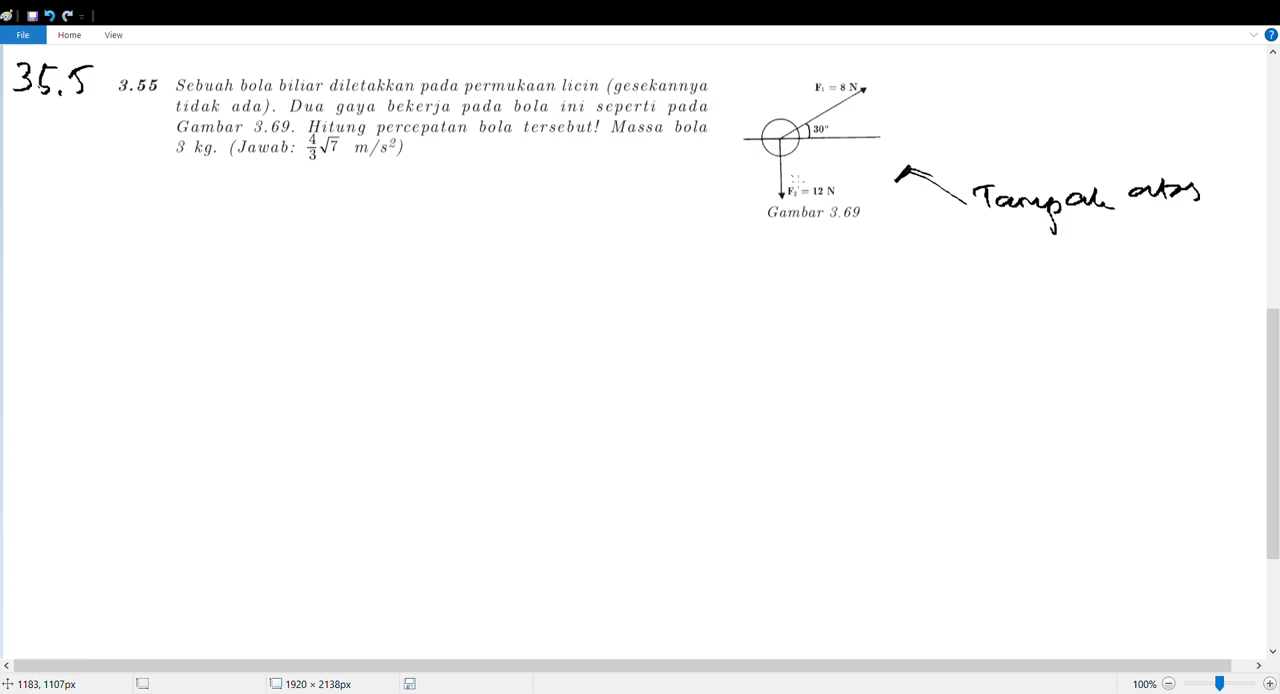 File Home View
35.5
3.55 Sebuah bola biliar diletakkan pada permukaan licin (gesekannya
tidak ada). Dua gaya bekerja pada bola ini seperti pada
Gambar 3.69. Hitung percepatan bola tersebut! Massa bola
3 kg. (Jawab: 4/3 √7 m/s²)
F₁ = 8 N
30°
F₂ = 12 N
Gambar 3.69
Tampak atas
1183, 1107px 1920 × 2138px 100%